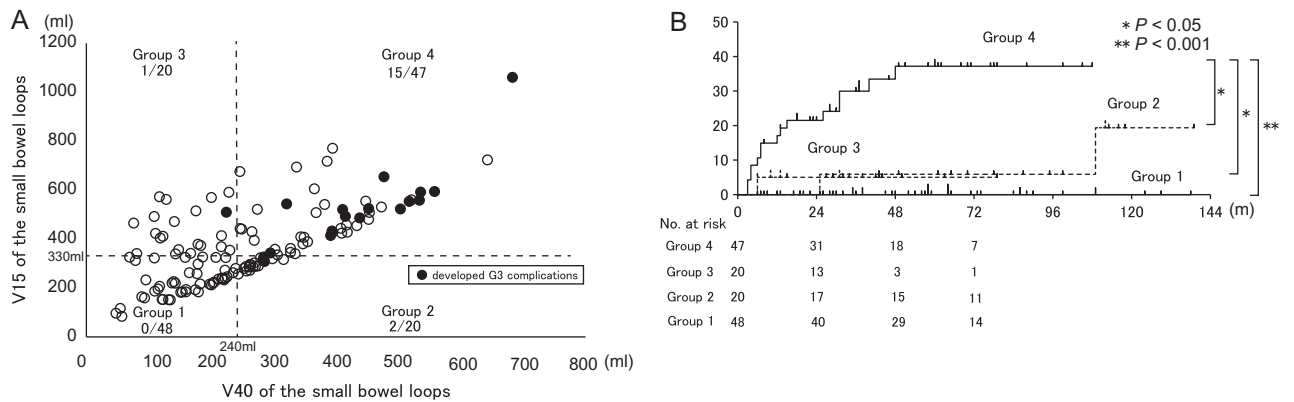 A
(ml)
1200
1000
800
600
400
330ml
200
0
V15 of the small bowel loops
Group 3
1/20
Group 4
15/47
developed G3 complications
Group 1
0/48
Group 2
2/20
240ml
0 100 200 300 400 500 600 700 800 (ml)
V40 of the small bowel loops
B
50
40
30
20
10
0
* P < 0.05
** P < 0.001
Group 4
Group 2
Group 3
Group 1
*
*
**
0 24 48 72 96 120 144 (m)
No. at risk
Group 4 47 31 18 7
Group 3 20 13 3 1
Group 2 20 17 15 11
Group 1 48 40 29 14